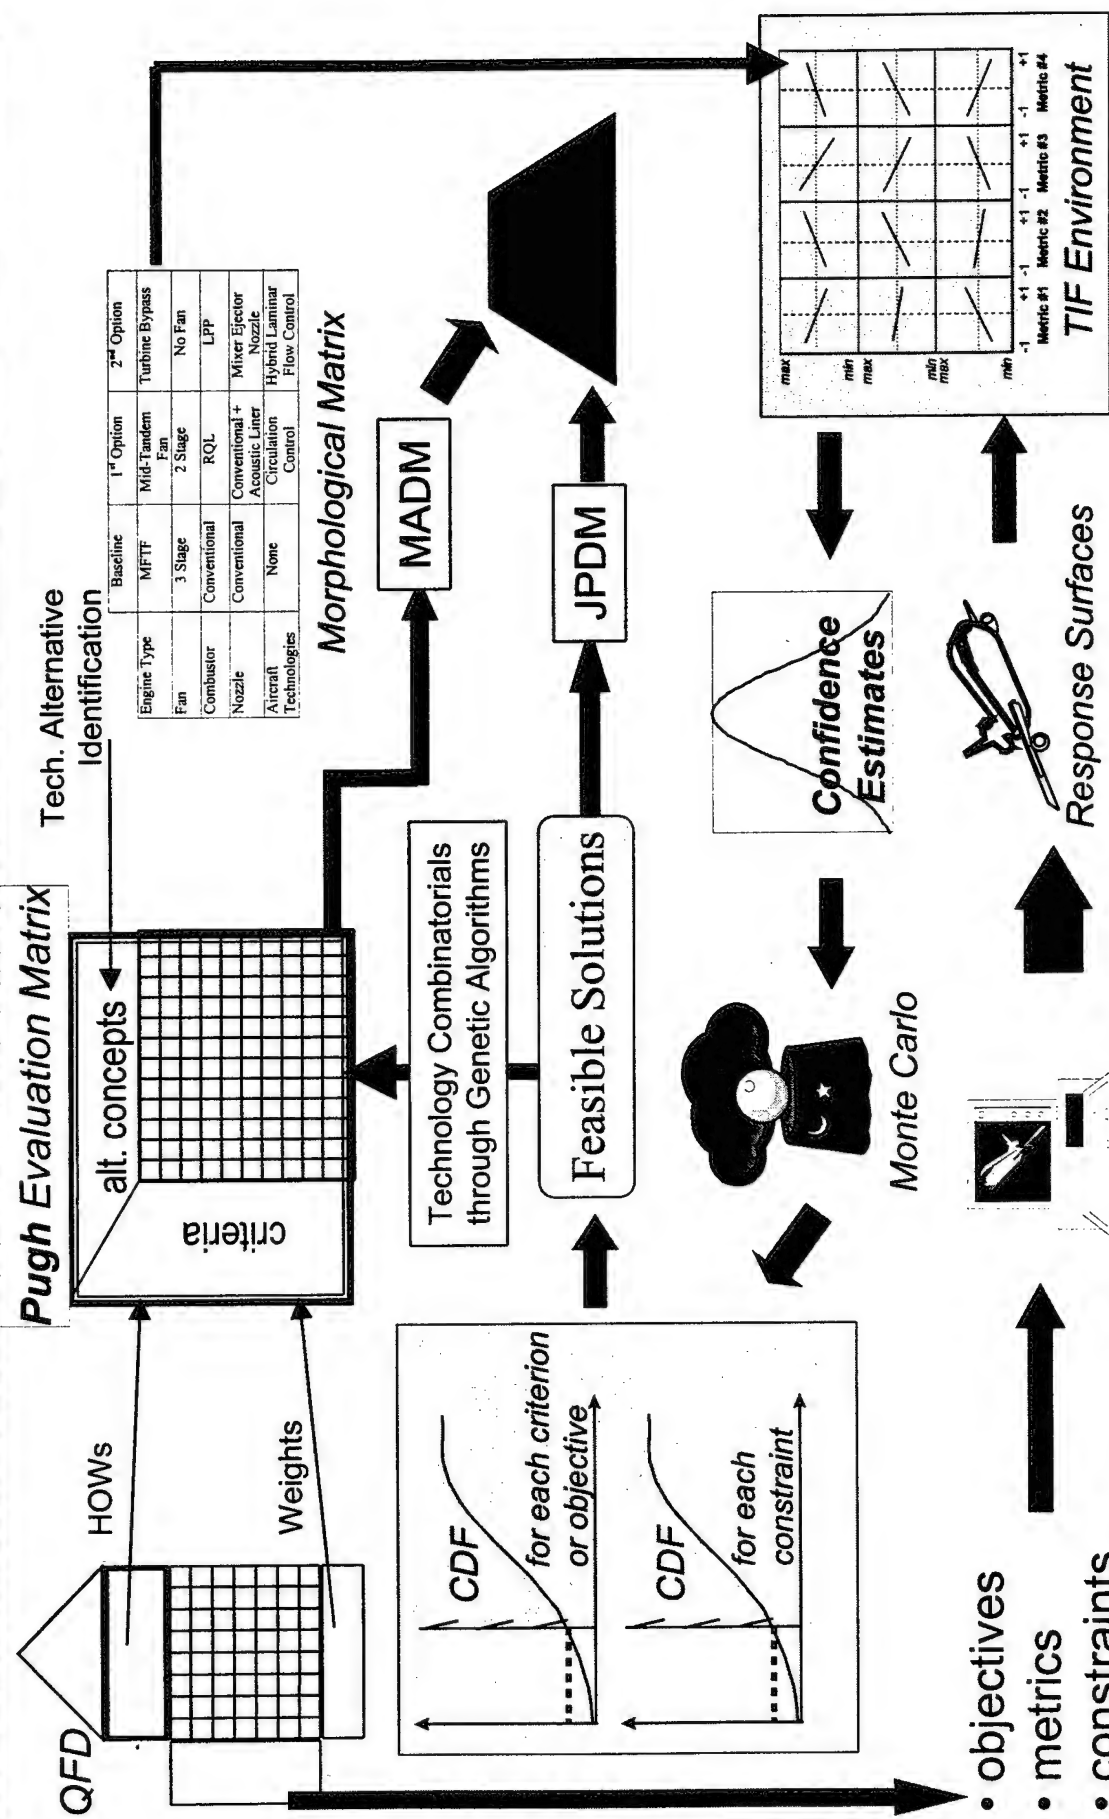 QFD
HOWs
Weights
Pugh Evaluation Matrix
alt. concepts
criteria
Tech. Alternative
Identification
Baseline 1st Option 2nd Option
Engine Type MFTF Mid-Tandem Fan Turbine Bypass
Fan 3 Stage 2 Stage No Fan
Combustor Conventional RQL LPP
Nozzle Conventional Conventional + Acoustic Liner Mixer Ejector Nozzle
Aircraft Technologies None Circulation Control Hybrid Laminar Flow Control
Morphological Matrix
Technology Combinatorials
through Genetic Algorithms
MADM
CDF
for each criterion
or objective
CDF
for each
constraint
Feasible Solutions
JPDM
Monte Carlo
Confidence
Estimates
max
min
max
min
max
min
-1 +1 -1 +1 -1 +1 -1 +1
Metric #1 Metric #2 Metric #3 Metric #4
TIF Environment
• objectives
• metrics
• constraints
Response Surfaces